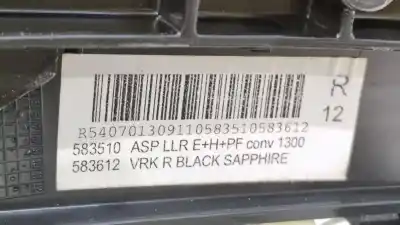 R
12
R540701309110583510583612
583510 ASP LLR E+H+PF conv 1300
583612 VRK R BLACK SAPPHIRE